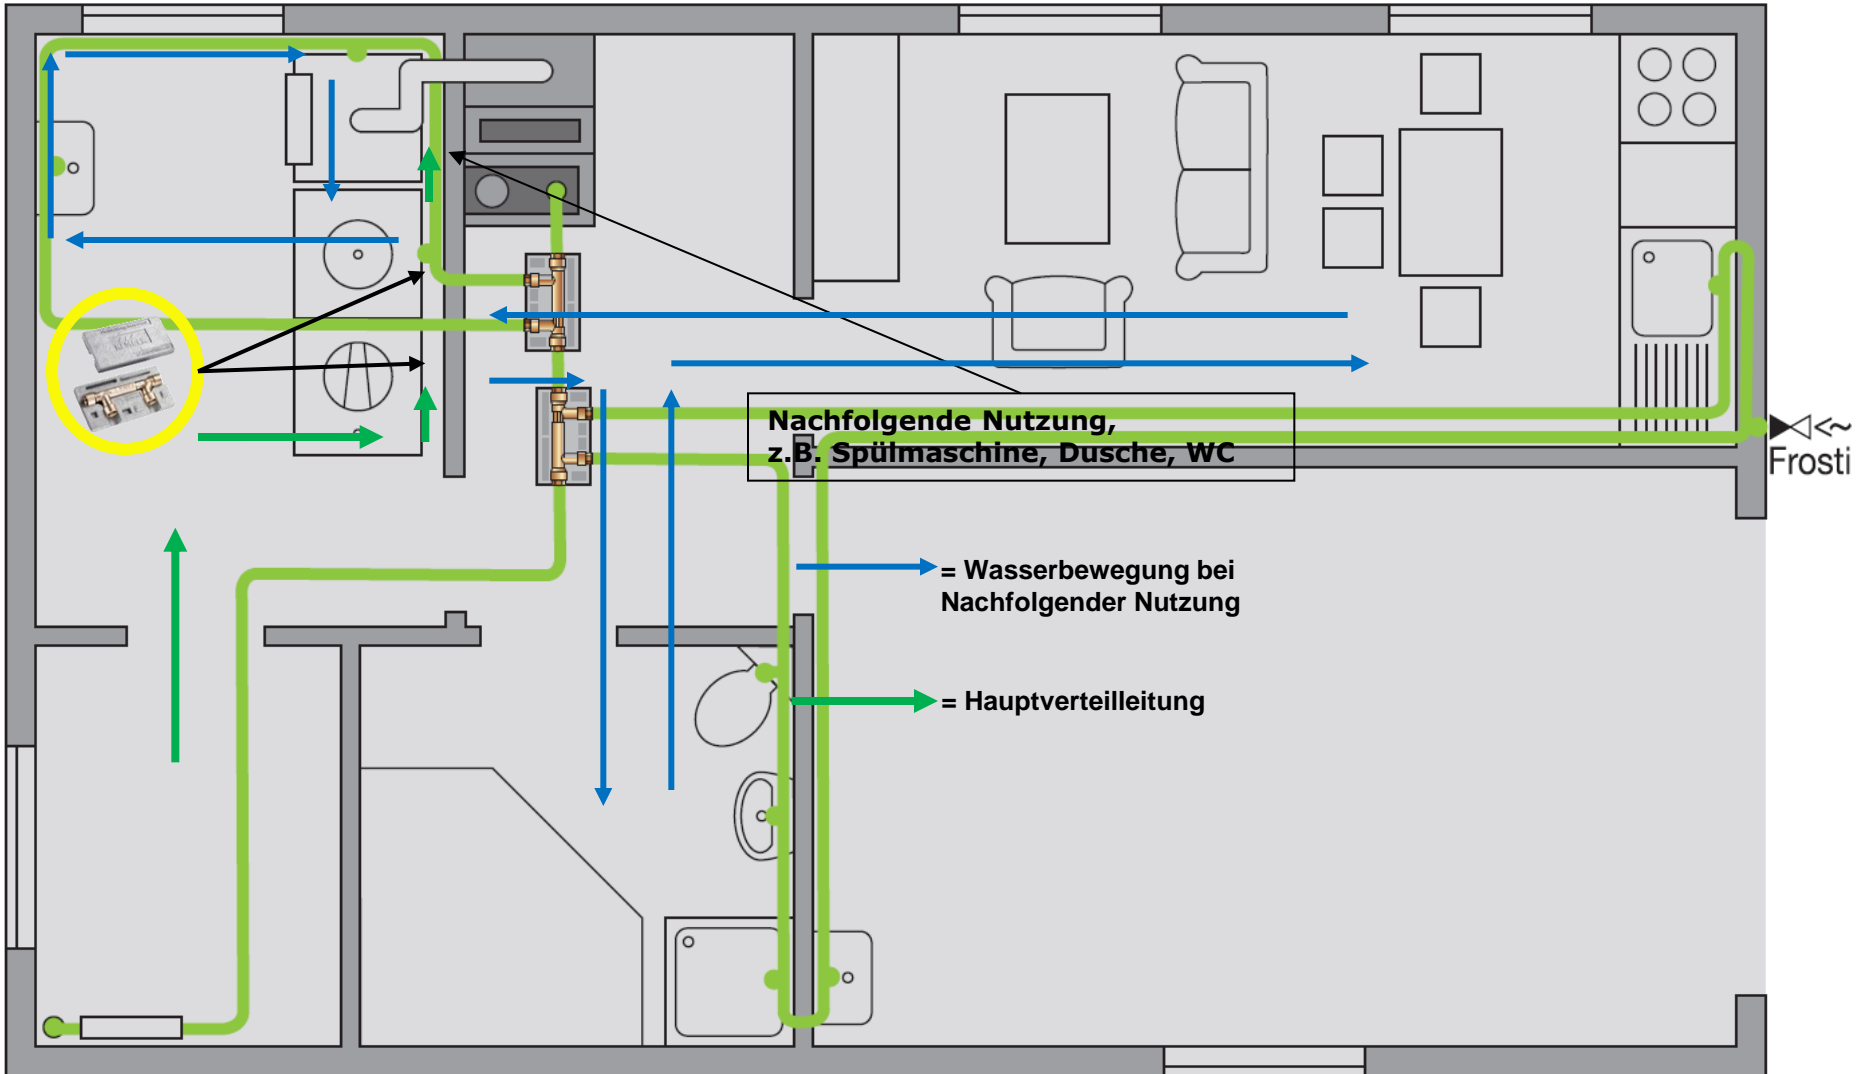 Nachfolgende Nutzung,
z.B. Spülmaschine, Dusche, WC
Frosti
= Wasserbewegung bei
Nachfolgender Nutzung
= Hauptverteilleitung